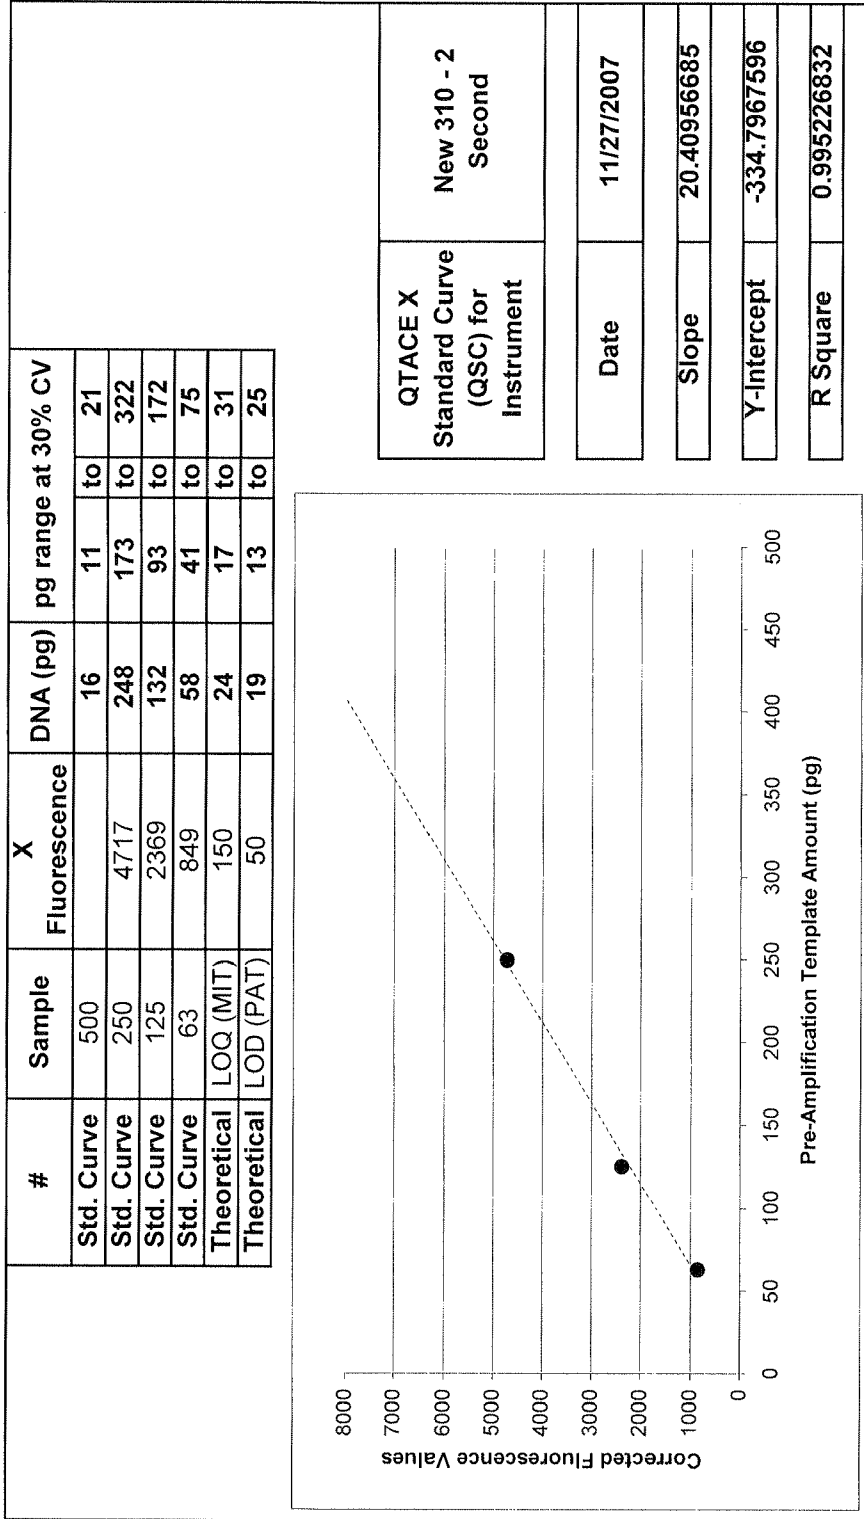 # Sample X Fluorescence DNA (pg) pg range at 30% CV
Std. Curve 500 16 11 to 21
Std. Curve 250 4717 248 173 to 322
Std. Curve 125 2369 132 93 to 172
Std. Curve 63 849 58 41 to 75
Theoretical LOQ (MIT) 150 24 17 to 31
Theoretical LOD (PAT) 50 19 13 to 25
8000
7000
6000
5000
4000
3000
2000
1000
0
Corrected Fluorescence Values
0 50 100 150 200 250 300 350 400 450 500
Pre-Amplification Template Amount (pg)
QTACE X
Standard Curve
(QSC) for
Instrument
New 310 - 2
Second
Date 11/27/2007
Slope 20.40956685
Y-Intercept -334.7967596
R Square 0.995226832